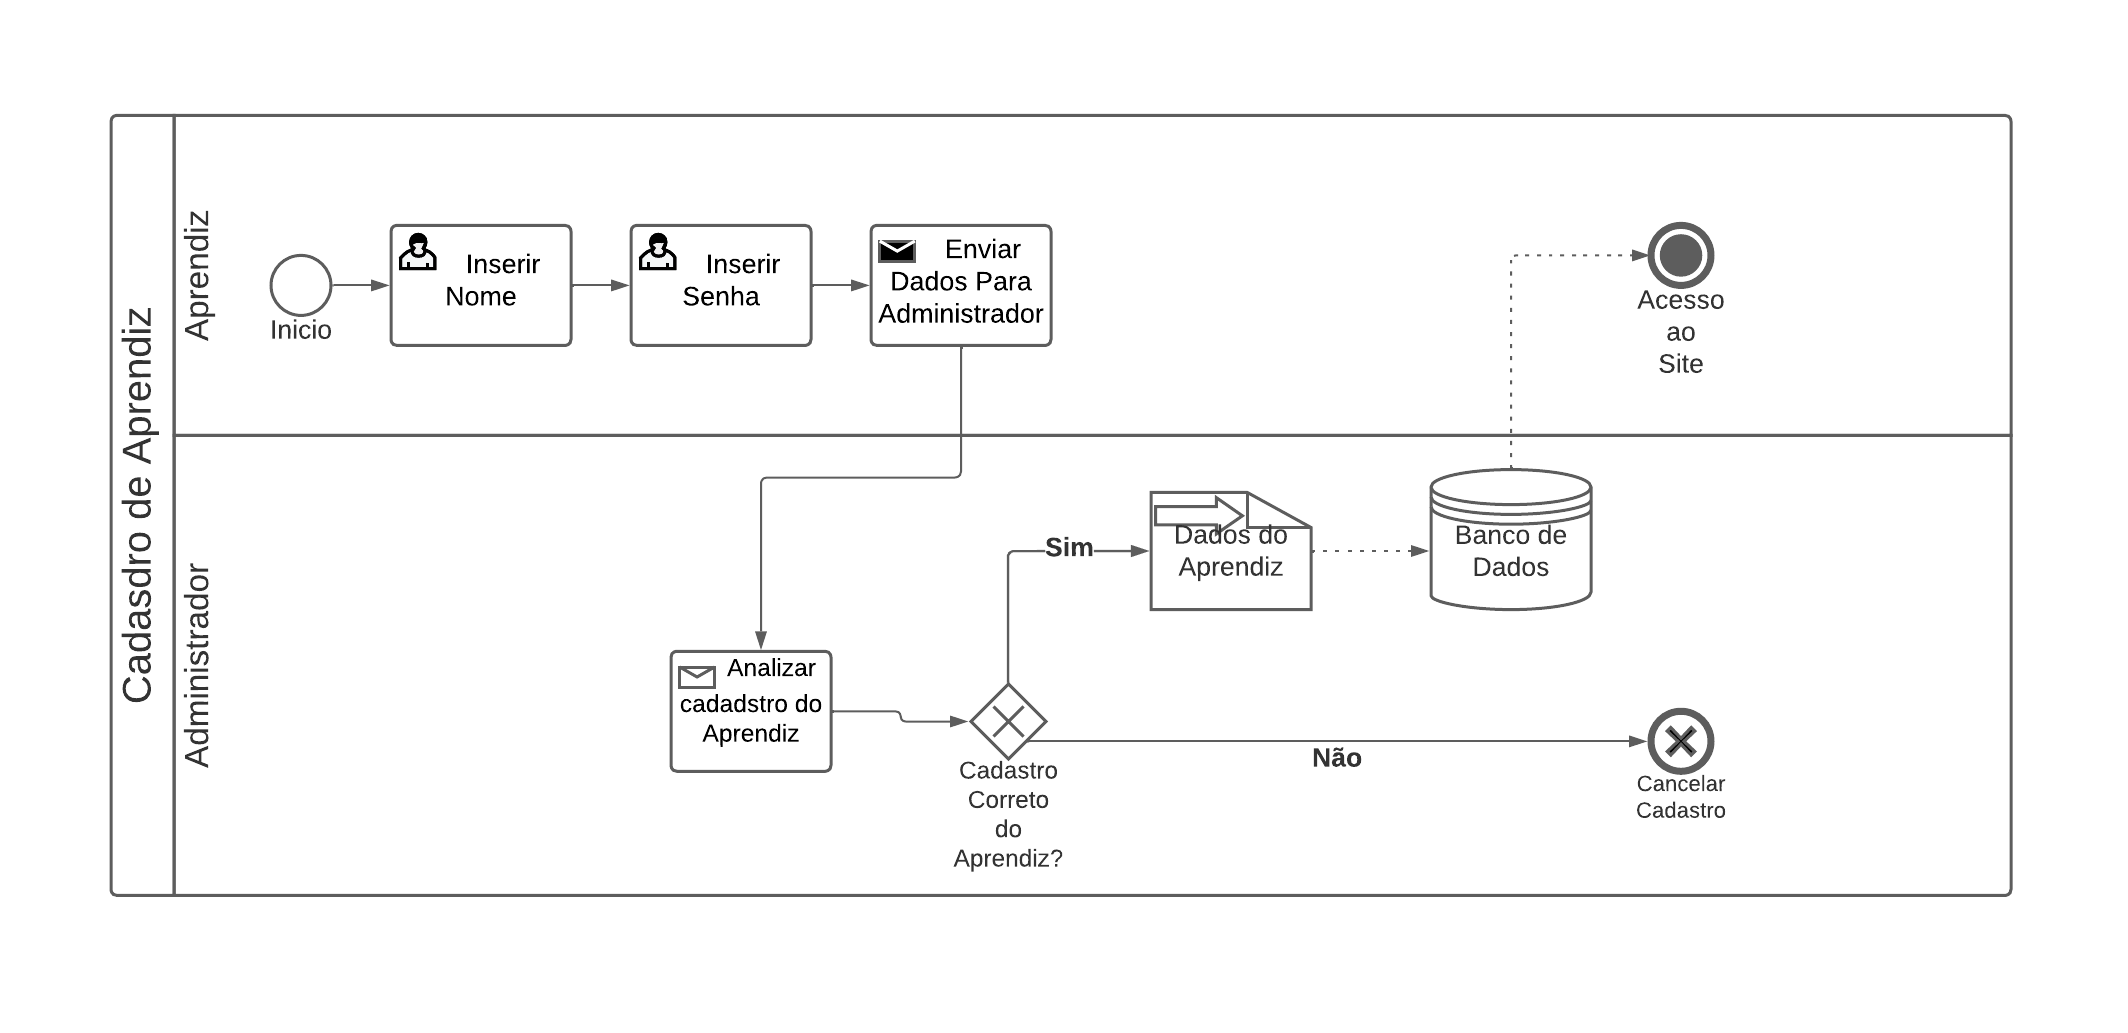 Cadasdro de Aprendiz
Aprendiz
Inicio
Inserir
Nome
Inserir
Senha
Enviar
Dados Para
Administrador
Acesso
ao
Site
Administrador
Analizar
cadadstro do
Aprendiz
Cadastro
Correto
do
Aprendiz?
Sim
Dados do
Aprendiz
Banco de
Dados
Não
Cancelar
Cadastro